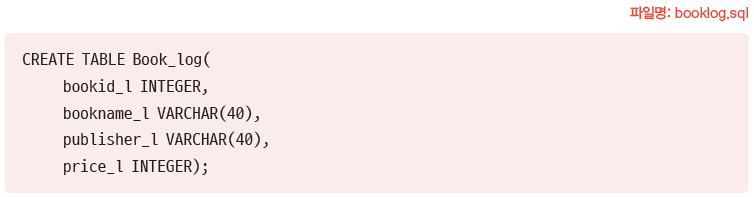 파일명: booklog.sql
CREATE TABLE Book_log(
bookid_l INTEGER,
bookname_l VARCHAR(40),
publisher_l VARCHAR(40),
price_l INTEGER);